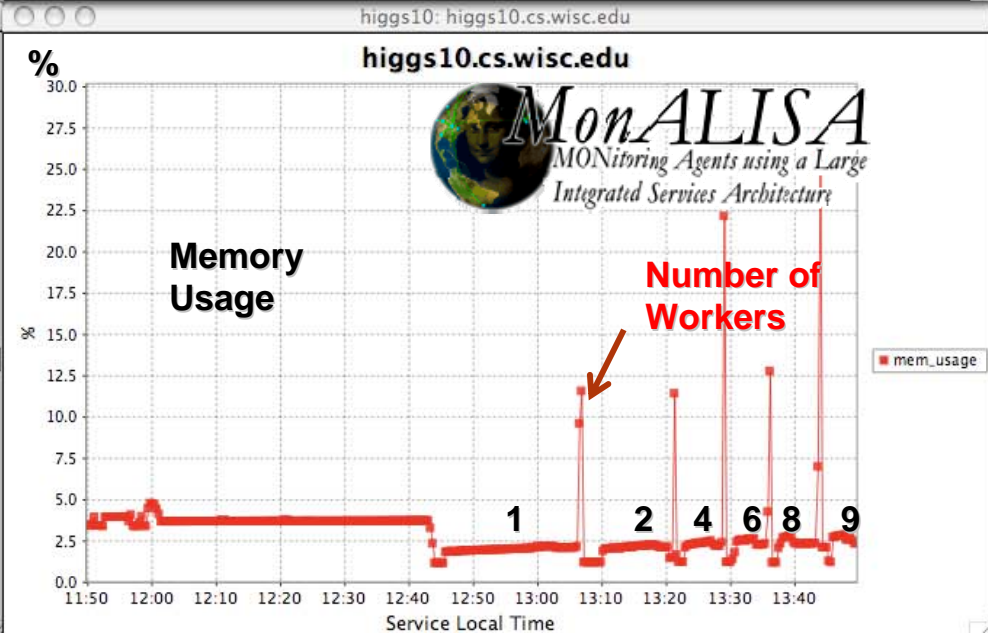 higgs10: higgs10.cs.wisc.edu
higgs10.cs.wisc.edu
%
MonALISA
MONitoring Agents using a Large
Integrated Services Architecture
30.0
27.5
25.0
22.5
20.0
17.5
15.0
12.5
10.0
7.5
5.0
2.5
0.0
%
Memory
Usage
Number of
Workers
mem_usage
1 2 4 6 8 9
11:50 12:00 12:10 12:20 12:30 12:40 12:50 13:00 13:10 13:20 13:30 13:40
Service Local Time